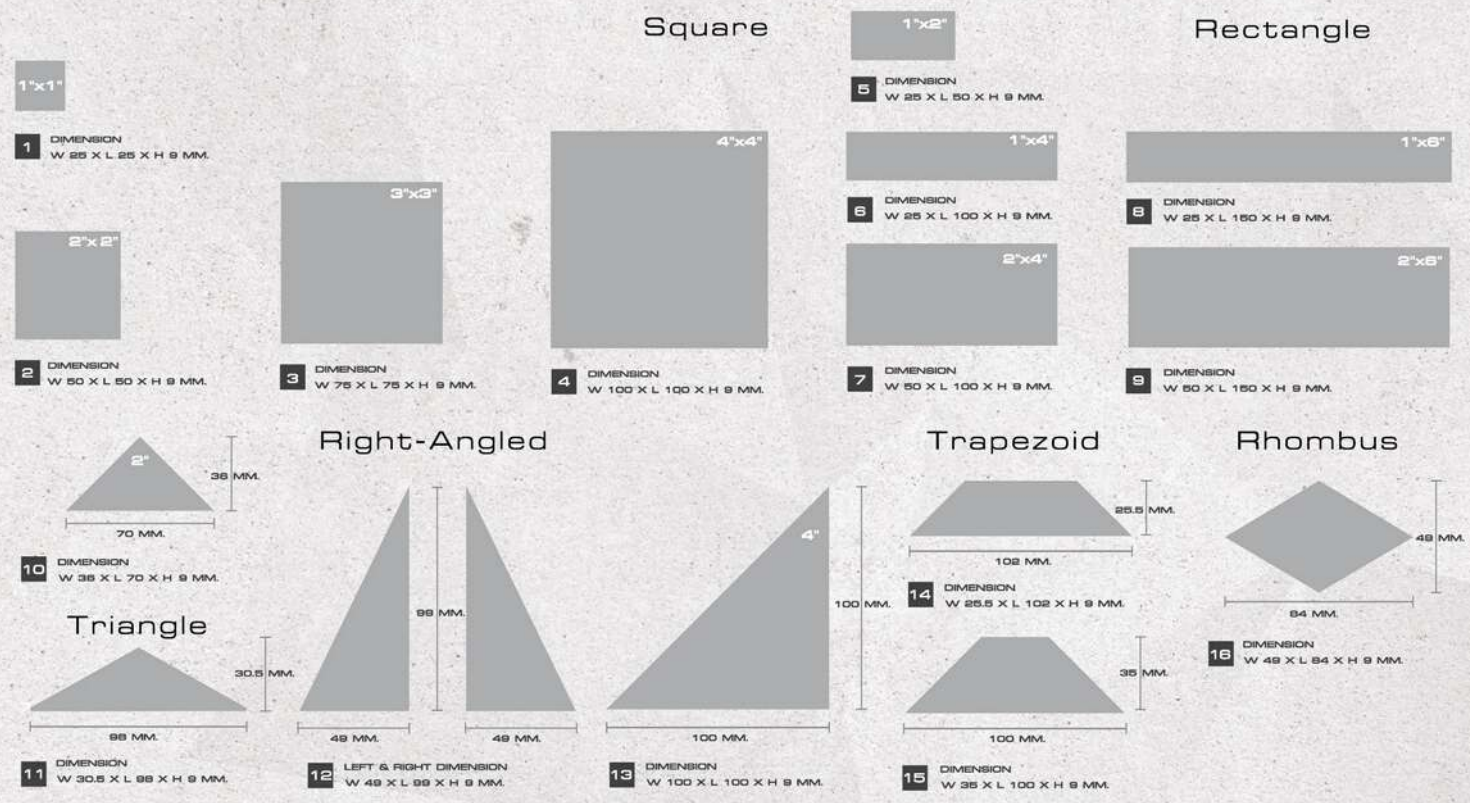 Square
Rectangle
1"x1"
1
DIMENSION
W 25 X L 25 X H 9 MM.
2"x 2"
2
DIMENSION
W 50 X L 50 X H 9 MM.
3"x3"
3
DIMENSION
W 75 X L 75 X H 9 MM.
4"x4"
4
DIMENSION
W 100 X L 100 X H 9 MM.
1"x2"
5
DIMENSION
W 25 X L 50 X H 9 MM.
1"x4"
6
DIMENSION
W 25 X L 100 X H 9 MM.
2"x4"
7
DIMENSION
W 50 X L 100 X H 9 MM.
1"x6"
8
DIMENSION
W 25 X L 150 X H 9 MM.
2"x6"
9
DIMENSION
W 50 X L 150 X H 9 MM.
2"
36 MM.
70 MM.
10
DIMENSION
W 36 X L 70 X H 9 MM.
Triangle
30.5 MM.
98 MM.
11
DIMENSION
W 30.5 X L 98 X H 9 MM.
Right-Angled
99 MM.
49 MM.
49 MM.
12
LEFT & RIGHT DIMENSION
W 49 X L 99 X H 9 MM.
4"
100 MM.
100 MM.
13
DIMENSION
W 100 X L 100 X H 9 MM.
Trapezoid
25.5 MM.
102 MM.
14
DIMENSION
W 25.5 X L 102 X H 9 MM.
35 MM.
100 MM.
15
DIMENSION
W 35 X L 100 X H 9 MM.
Rhombus
49 MM.
84 MM.
16
DIMENSION
W 49 X L 84 X H 9 MM.